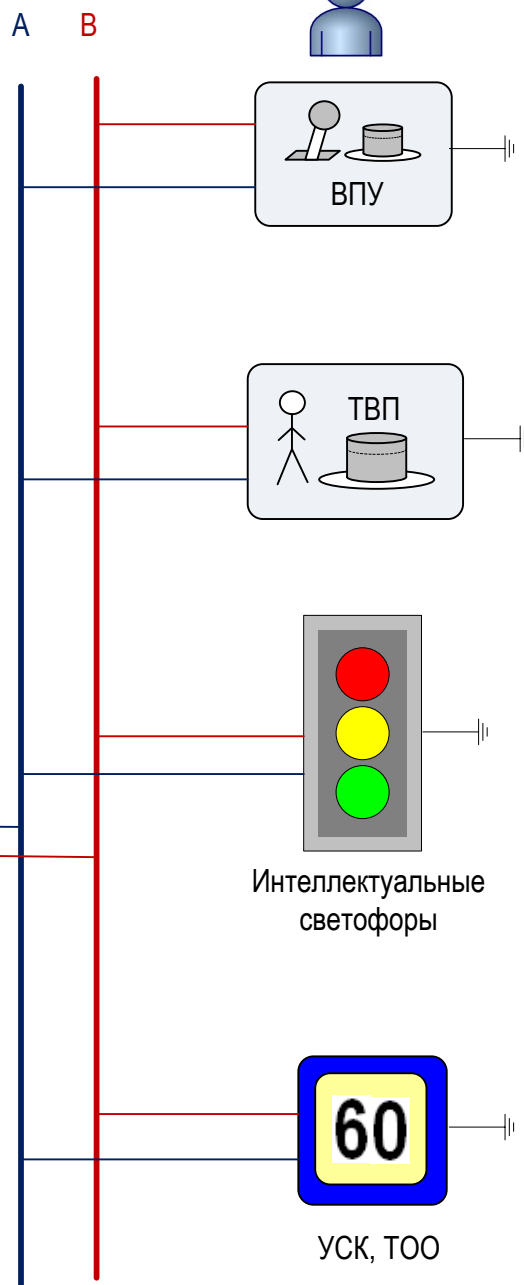 A B
ВПУ
ТВП
Интеллектуальные
светофоры
60
УСК, ТОО